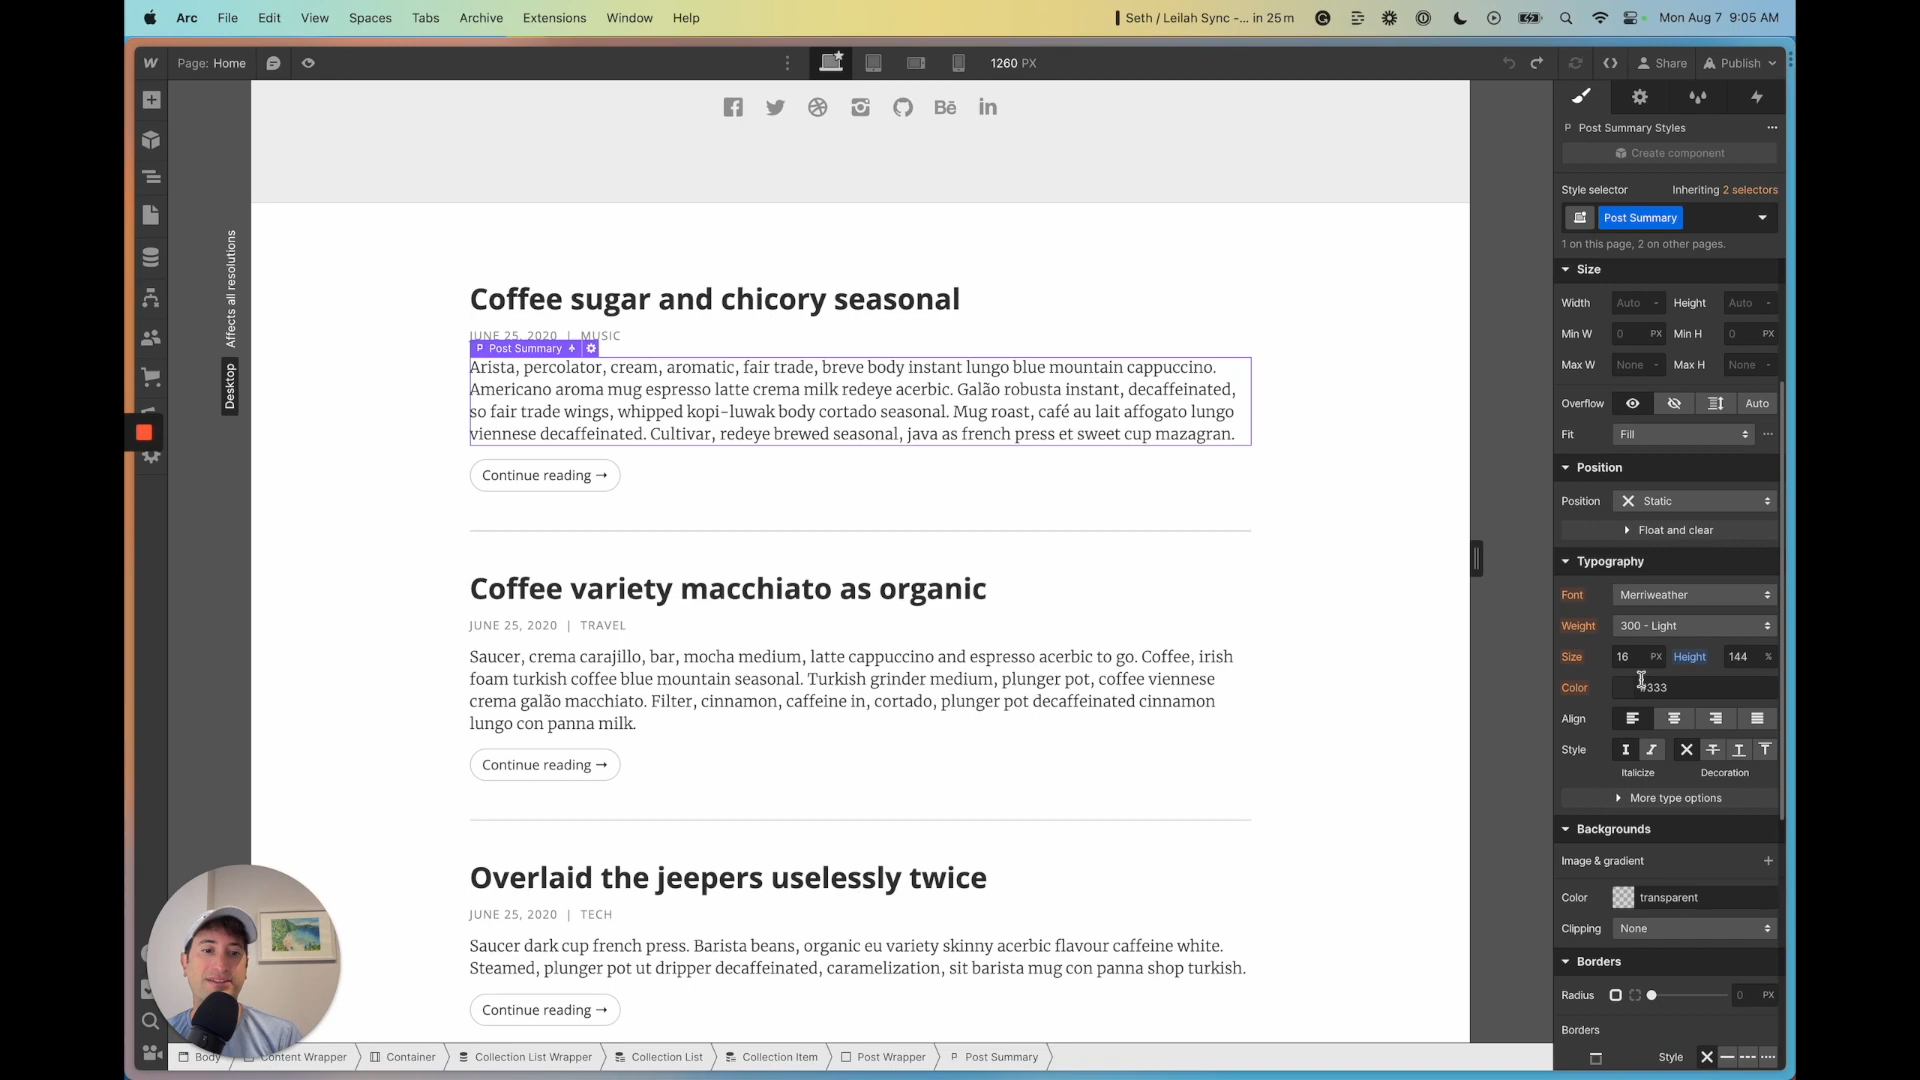 Arc File Edit View Spaces Tabs Archive Extensions Window Help
Seth / Leilah Sync -... in 25 m
Mon Aug 7 9:05 AM
Page: Home
1260 PX
Share
Publish
Affects all resolutions
Desktop
Coffee sugar and chicory seasonal
JUNE 25, 2020 | MUSIC
P Post Summary
Arista, percolator, cream, aromatic, fair trade, breve body instant lungo blue mountain cappuccino.
Americano aroma mug espresso latte crema milk redeye acerbic. Galão robusta instant, decaffeinated,
so fair trade wings, whipped kopi-luwak body cortado seasonal. Mug roast, café au lait affogato lungo
viennese decaffeinated. Cultivar, redeye brewed seasonal, java as french press et sweet cup mazagran.
Continue reading →
Coffee variety macchiato as organic
JUNE 25, 2020 | TRAVEL
Saucer, crema carajillo, bar, mocha medium, latte cappuccino and espresso acerbic to go. Coffee, irish
foam turkish coffee blue mountain seasonal. Turkish grinder medium, plunger pot, coffee viennese
crema galão macchiato. Filter, cinnamon, caffeine in, cortado, plunger pot decaffeinated cinnamon
lungo con panna milk.
Continue reading →
Overlaid the jeepers uselessly twice
JUNE 25, 2020 | TECH
Saucer dark cup french press. Barista beans, organic eu variety skinny acerbic flavour caffeine white.
Steamed, plunger pot ut dripper decaffeinated, caramelization, sit barista mug con panna shop turkish.
Continue reading →
Body
Content Wrapper
Container
Collection List Wrapper
Collection List
Collection Item
Post Wrapper
P Post Summary
P Post Summary Styles
Create component
Style selector
Inheriting 2 selectors
Post Summary
1 on this page, 2 on other pages.
Size
Width Auto - Height Auto -
Min W 0 PX Min H 0 PX
Max W None - Max H None -
Overflow Auto
Fit Fill
Position
Position Static
Float and clear
Typography
Font Merriweather
Weight 300 - Light
Size 16 PX Height 144 %
Color #333
Align
Style
Italicize Decoration
More type options
Backgrounds
Image & gradient
Color transparent
Clipping None
Borders
Radius 0 PX
Borders
Style